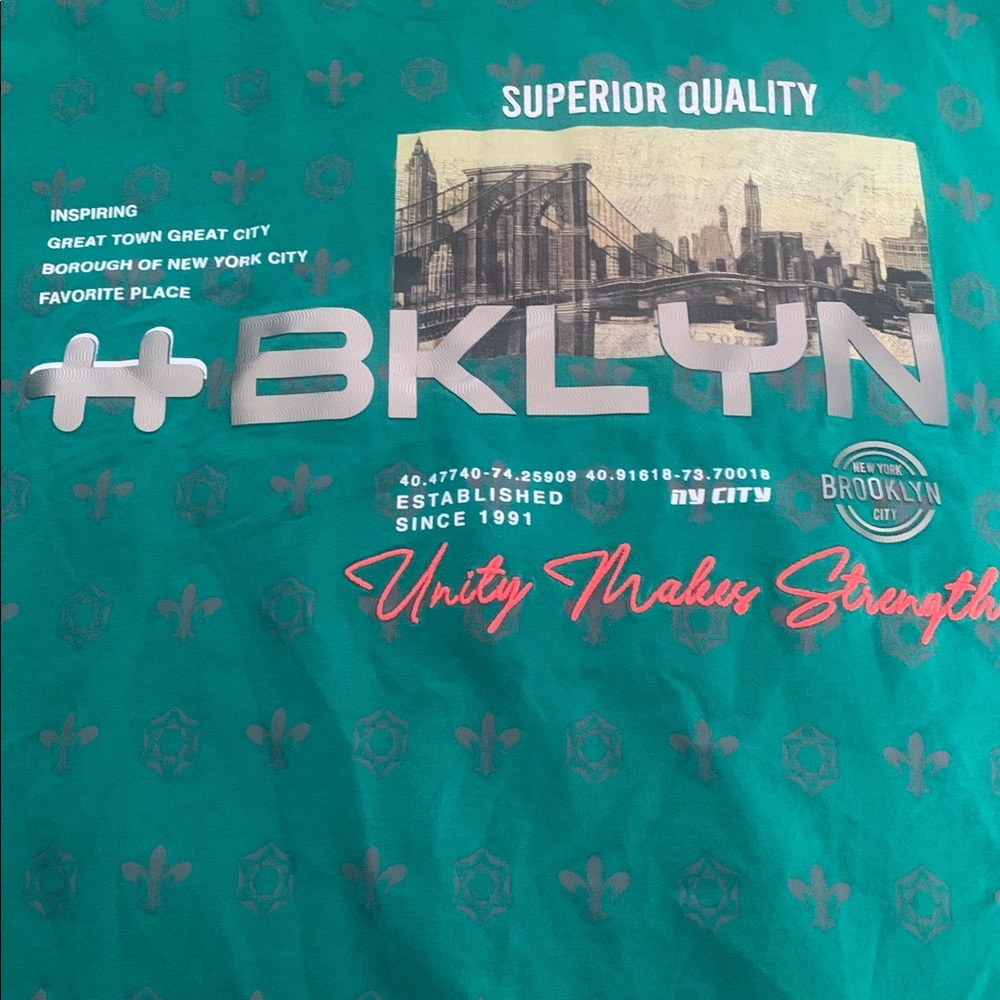 SUPERIOR QUALITY
INSPIRING
GREAT TOWN GREAT CITY
BOROUGH OF NEW YORK CITY
FAVORITE PLACE
YORK
#BKLYN
40.47740-74.25909 40.91618-73.70018
ESTABLISHED
SINCE 1991
NY CITY
NEW YORK
BROOKLYN
CITY
Unity Makes Strength